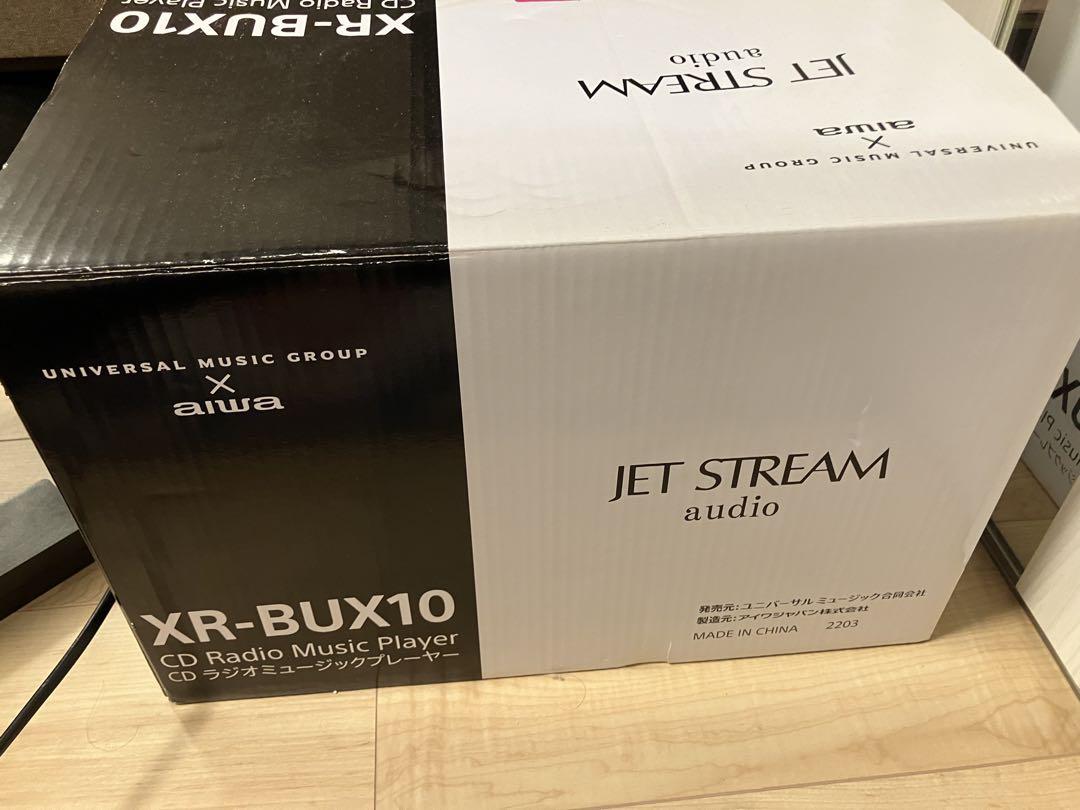 XR-BUX10
CD Radio Music Player
JET STREAM
audio
aiwa
×
UNIVERSAL MUSIC GROUP
UNIVERSAL MUSIC GROUP
×
aiwa
JET STREAM
audio
XR-BUX10
CD Radio Music Player
CD ラジオミュージックプレーヤー
発売元:ユニバーサル ミュージック合同会社
製造元:アイワジャパン株式会社
MADE IN CHINA 2203